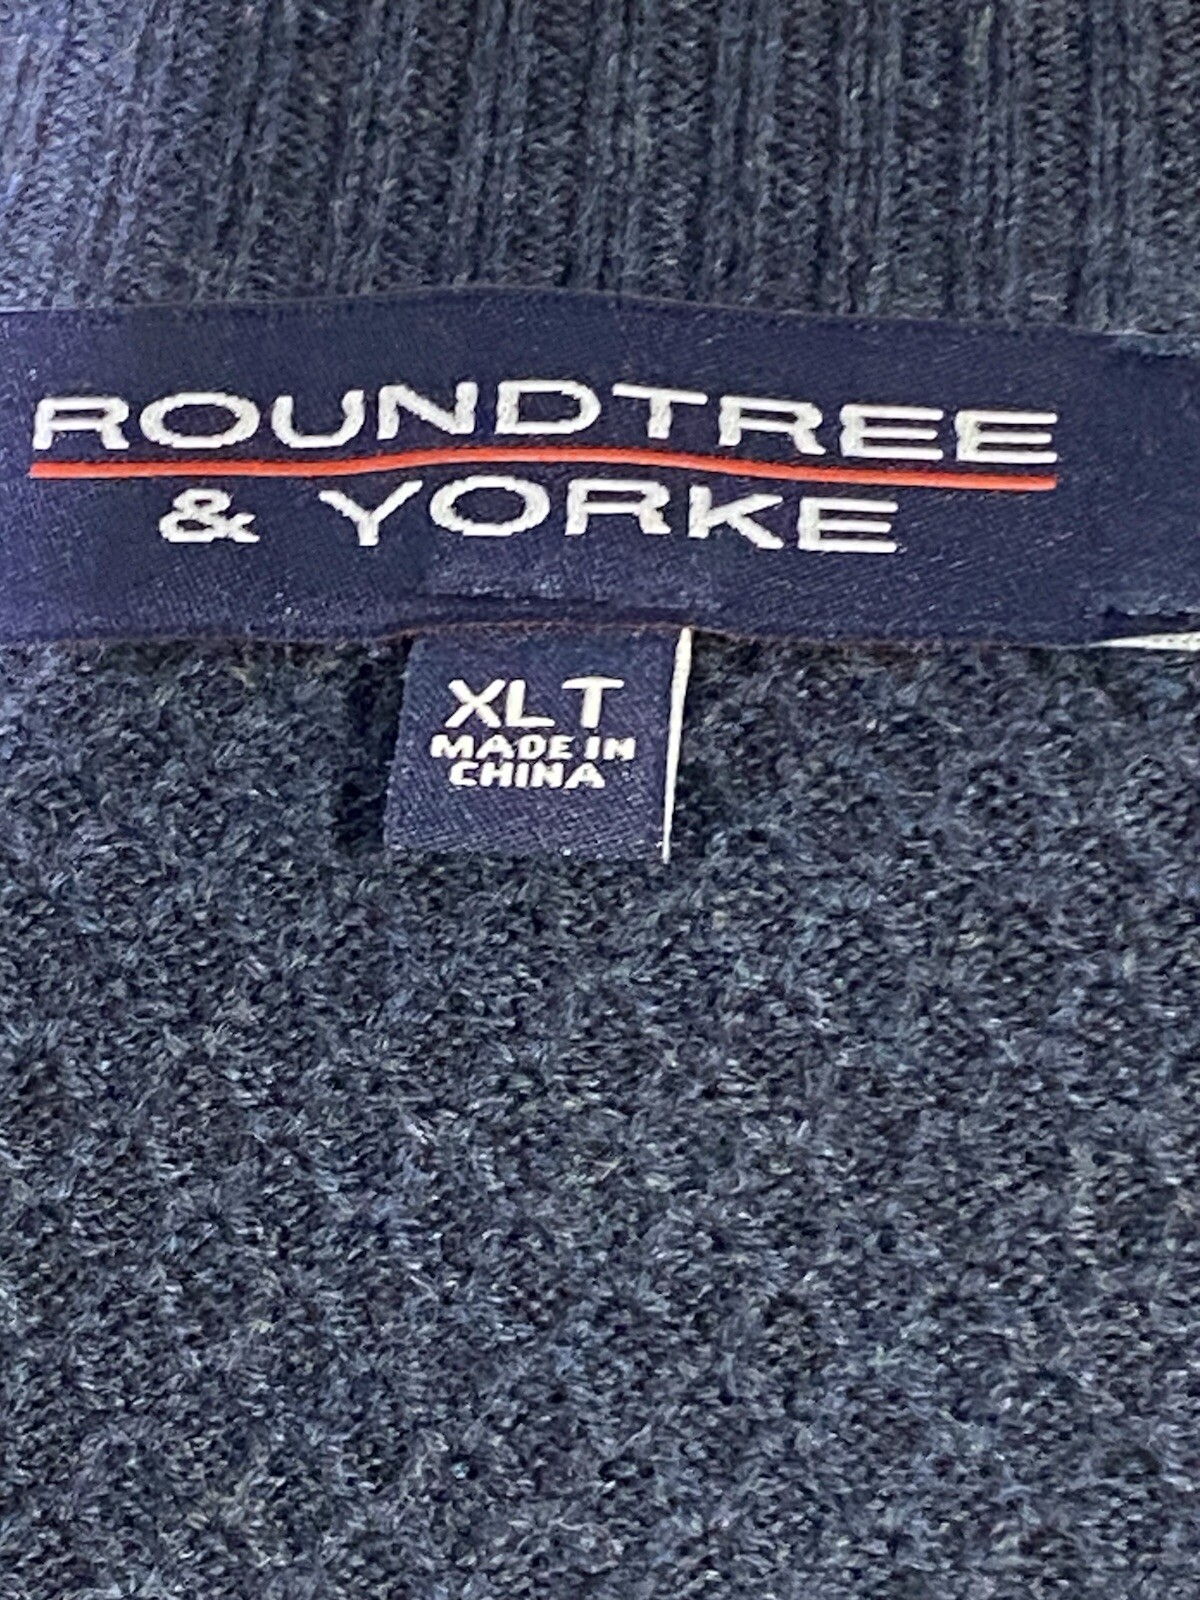 ROUNDTREE
& YORKE
XLT
MADE IN
CHINA